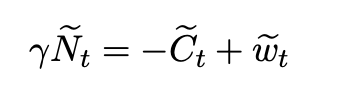 γÑ_t = −C̃_t + w̃_t